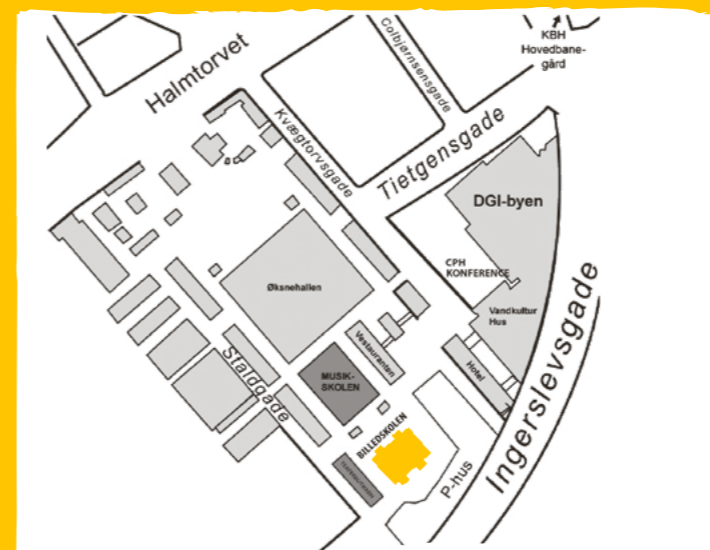 KBH
Hovedbane-
gård
Colbjørnsensgade
Halmtorvet
Kvægtorvsgade
Tietgensgade
DGI-byen
CPH
KONFERENCE
Øksnehallen
Vandkultur
Hus
Vestauranten
Hotel
MUSIK-
SKOLEN
Staldgade
BILLEDSKOLEN
P-hus
Ingerslevsgade